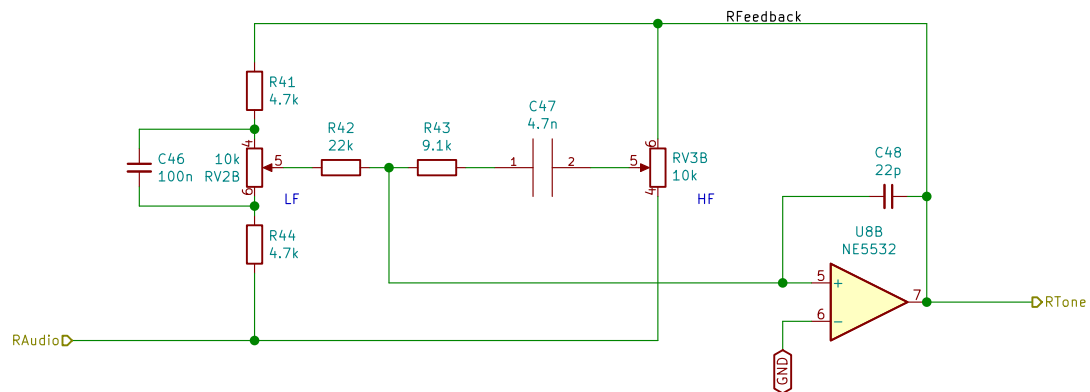 RFeedback
R41
4.7k
C47
4.7n
R42
22k
R43
9.1k
4
6
C46
100n
10k
RV2B
5
1
2
5
RV3B
10k
C48
22p
6
LF
4
HF
R44
4.7k
U8B
NE5532
5
+
7
RTone
6
−
RAudio
GND